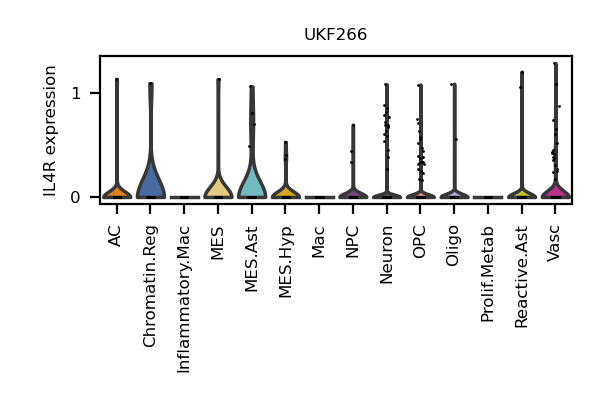 UKF266
IL4R expression
1
0
AC
Chromatin.Reg
Inflammatory.Mac
MES
MES.Ast
MES.Hyp
Mac
NPC
Neuron
OPC
Oligo
Prolif.Metab
Reactive.Ast
Vasc